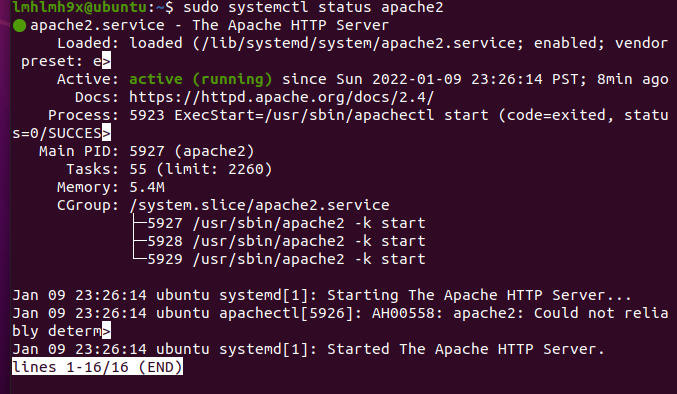 lmhlmh9x@ubuntu:~$ sudo systemctl status apache2
● apache2.service - The Apache HTTP Server
Loaded: loaded (/lib/systemd/system/apache2.service; enabled; vendor
preset: e>
Active: active (running) since Sun 2022-01-09 23:26:14 PST; 8min ago
Docs: https://httpd.apache.org/docs/2.4/
Process: 5923 ExecStart=/usr/sbin/apachectl start (code=exited, statu
s=0/SUCCES>
Main PID: 5927 (apache2)
Tasks: 55 (limit: 2260)
Memory: 5.4M
CGroup: /system.slice/apache2.service
├─5927 /usr/sbin/apache2 -k start
├─5928 /usr/sbin/apache2 -k start
└─5929 /usr/sbin/apache2 -k start
Jan 09 23:26:14 ubuntu systemd[1]: Starting The Apache HTTP Server...
Jan 09 23:26:14 ubuntu apachectl[5926]: AH00558: apache2: Could not relia
bly determ>
Jan 09 23:26:14 ubuntu systemd[1]: Started The Apache HTTP Server.
lines 1-16/16 (END)